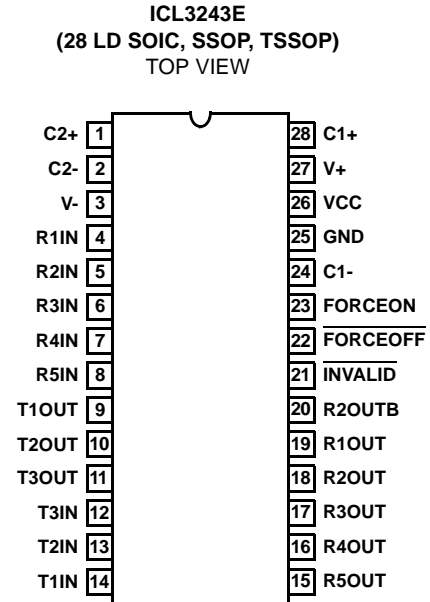 ICL3243E
(28 LD SOIC, SSOP, TSSOP)
TOP VIEW
C2+ 1 28 C1+
C2- 2 27 V+
V- 3 26 VCC
R1IN 4 25 GND
R2IN 5 24 C1-
R3IN 6 23 FORCEON
R4IN 7 22 FORCEOFF
R5IN 8 21 INVALID
T1OUT 9 20 R2OUTB
T2OUT 10 19 R1OUT
T3OUT 11 18 R2OUT
T3IN 12 17 R3OUT
T2IN 13 16 R4OUT
T1IN 14 15 R5OUT